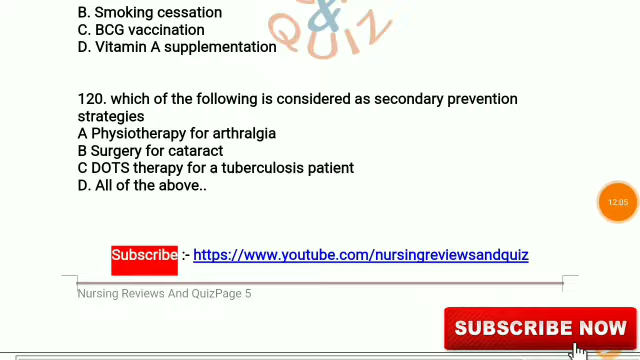 B. Smoking cessation
C. BCG vaccination
D. Vitamin A supplementation
&
QUIZ
120. which of the following is considered as secondary prevention
strategies
A Physiotherapy for arthralgia
B Surgery for cataract
C DOTS therapy for a tuberculosis patient
D. All of the above..
12:05
Subscribe :- https://www.youtube.com/nursingreviewsandquiz
Nursing Reviews And QuizPage 5
SUBSCRIBE NOW